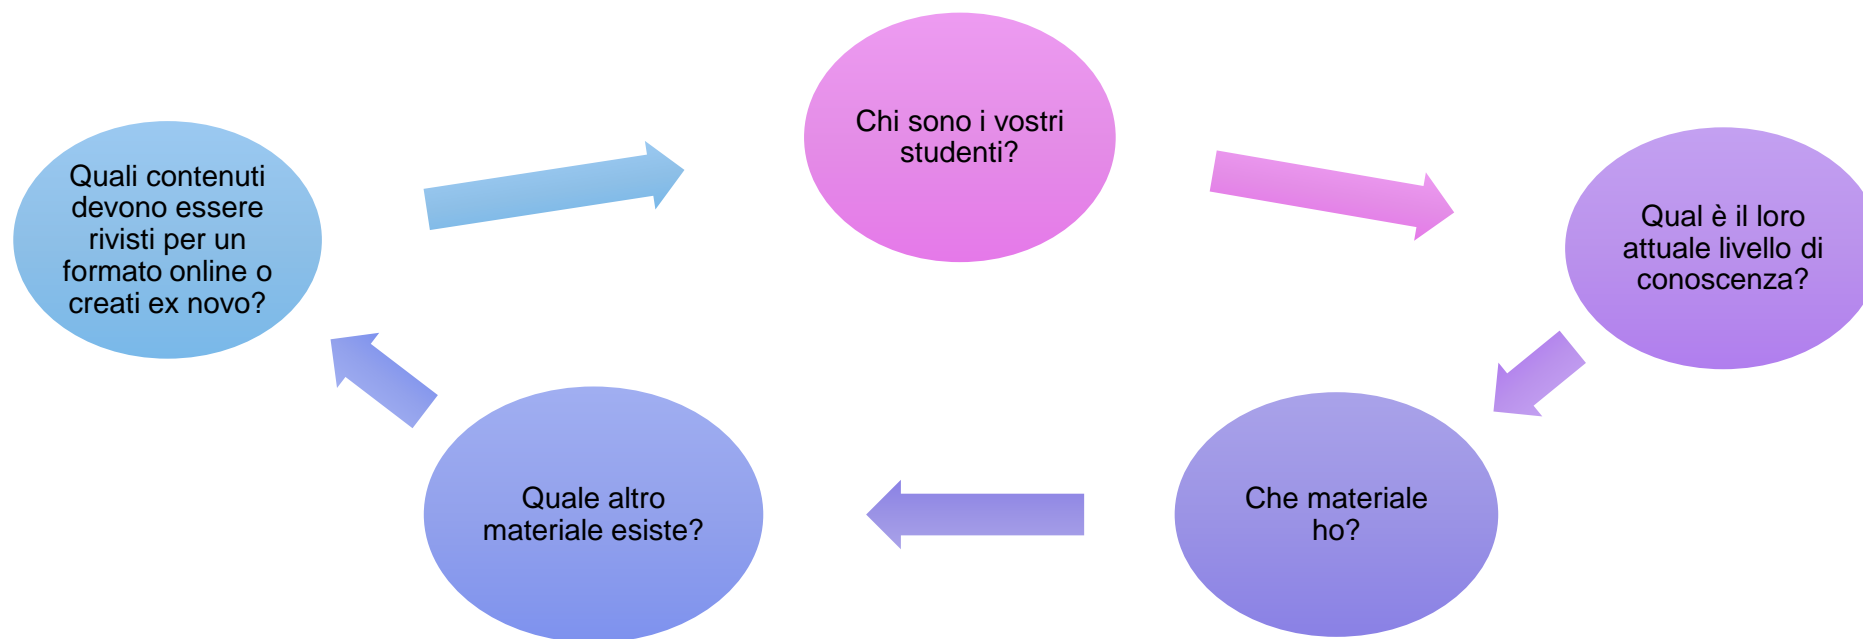 Chi sono i vostri
studenti?
Qual è il loro
attuale livello di
conoscenza?
Che materiale
ho?
Quale altro
materiale esiste?
Quali contenuti
devono essere
rivisti per un
formato online o
creati ex novo?